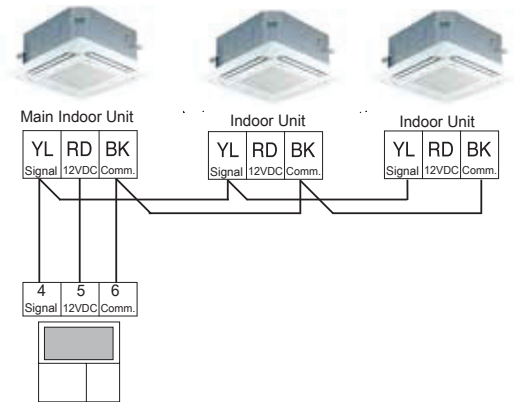 Main Indoor Unit
Indoor Unit
Indoor Unit
YL RD BK
Signal 12VDC Comm.
YL RD BK
Signal 12VDC Comm.
YL RD BK
Signal 12VDC Comm.
4 5 6
Signal 12VDC Comm.